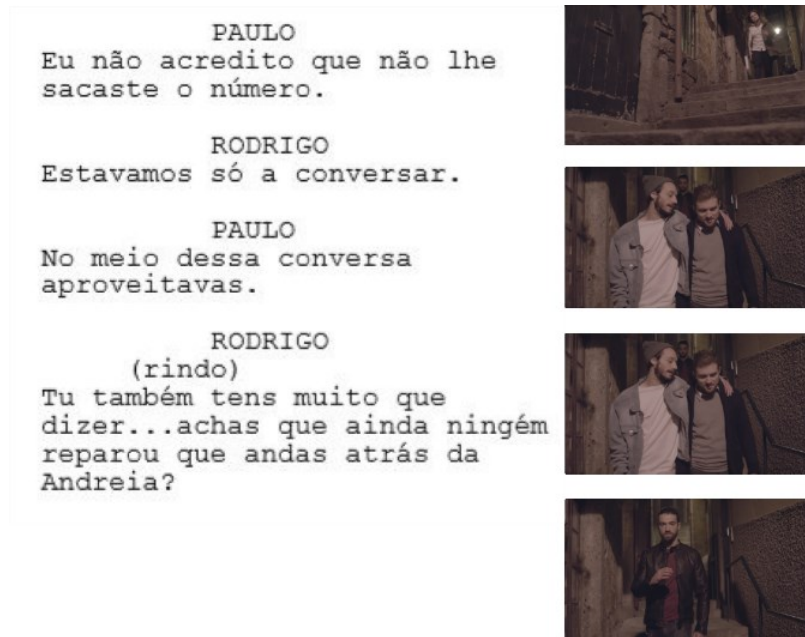 PAULO
Eu não acredito que não lhe
sacaste o número.
RODRIGO
Estavamos só a conversar.
PAULO
No meio dessa conversa
aproveitavas.
RODRIGO
(rindo)
Tu também tens muito que
dizer...achas que ainda ningém
reparou que andas atrás da
Andreia?